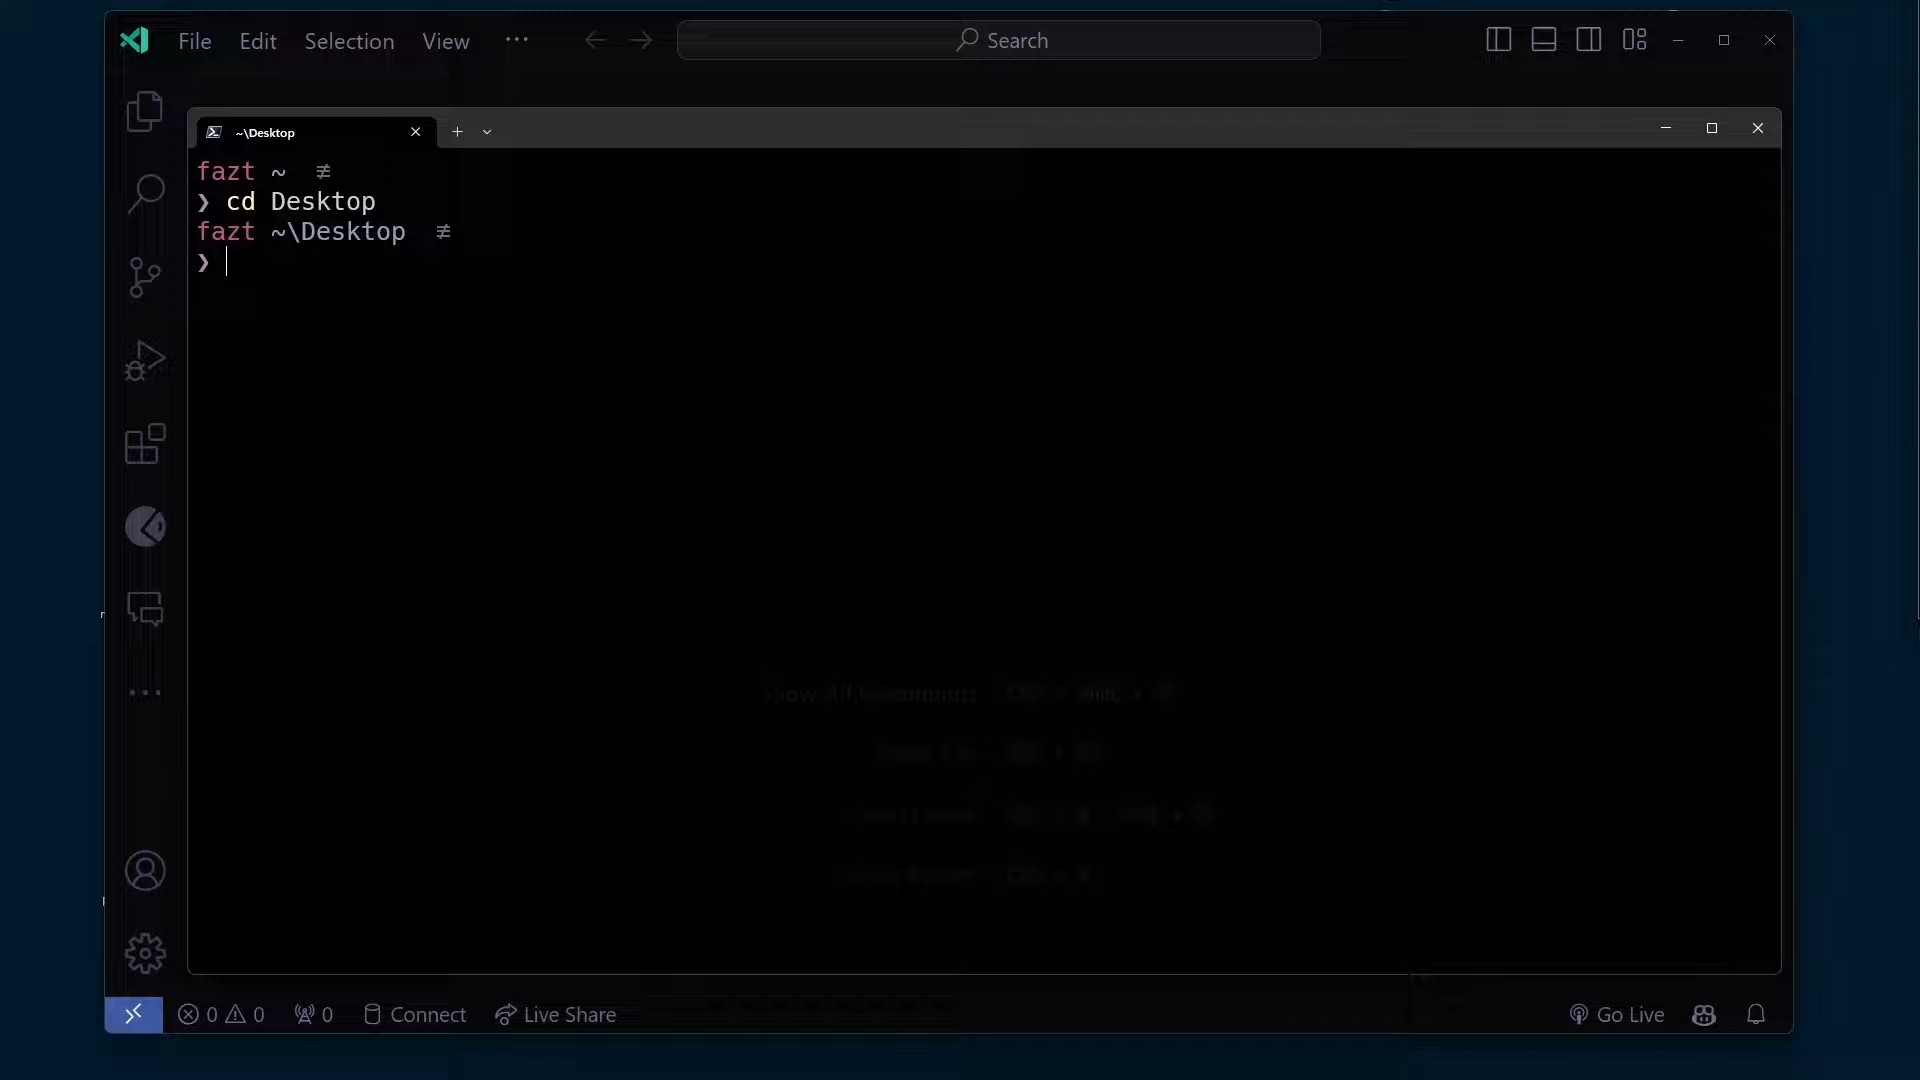 File Edit Selection View ··· Search
~\Desktop
fazt ~ ≢
❯ cd Desktop
fazt ~\Desktop ≢
❯
0 0 0 Connect Live Share Go Live